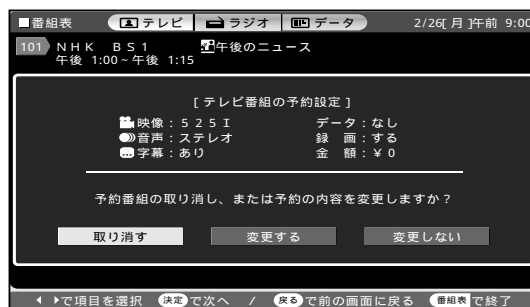 ■番組表 テレビ ラジオ データ 2/26[月]午前 9:00
101 NHK BS1 午後のニュース
午後 1:00~午後 1:15
[テレビ番組の予約設定]
映像:525I データ:なし
音声:ステレオ 録 画:する
字幕:あり 金 額:¥0
予約番組の取り消し、または予約の内容を変更しますか?
取り消す 変更する 変更しない
で項目を選択 決定で次へ / 戻るで前の画面に戻る 番組表で終了